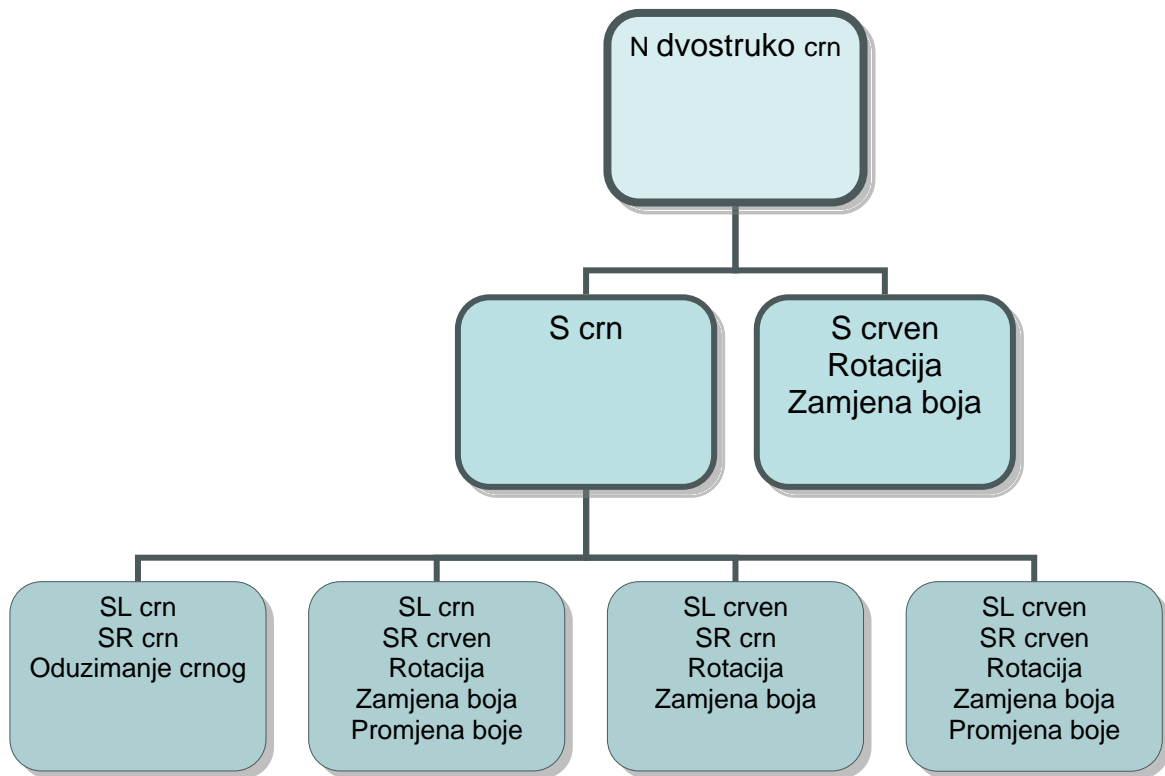 N dvostruko crn
S crn
S crven
Rotacija
Zamjena boja
SL crn
SR crn
Oduzimanje crnog
SL crn
SR crven
Rotacija
Zamjena boja
Promjena boje
SL crven
SR crn
Rotacija
Zamjena boja
SL crven
SR crven
Rotacija
Zamjena boja
Promjena boje